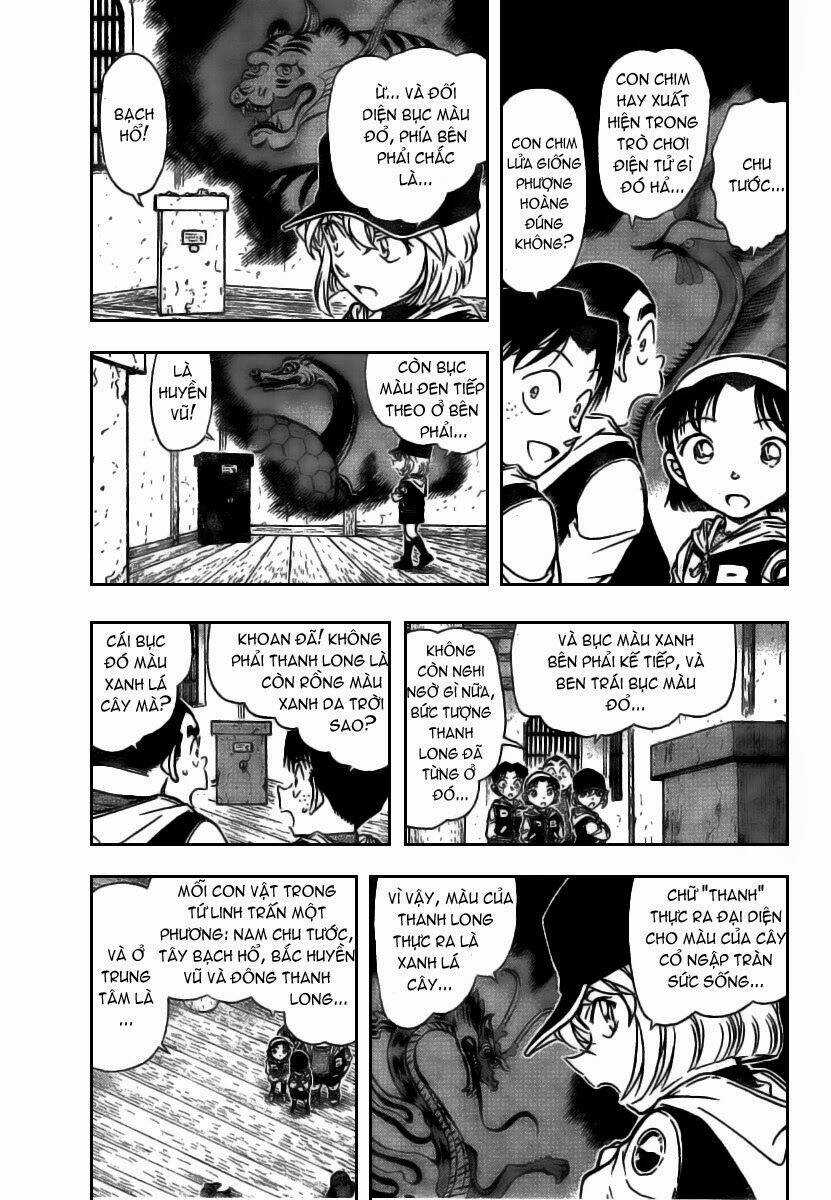 CHU
TƯỚC...
CON CHIM
HAY XUẤT
HIỆN TRONG
TRÒ CHƠI
ĐIỆN TỬ GÌ
ĐÓ HẢ...
CON CHIM
LỬA GIỐNG
PHƯỢNG
HOÀNG
ĐÚNG
KHÔNG?
Ừ... VÀ ĐỐI
DIỆN BỤC MÀU
ĐỎ, PHÍA BÊN
PHẢI CHẮC
LÀ...
BẠCH
HỔ!
CÒN BỤC
MÀU ĐEN TIẾP
THEO Ở BÊN
PHẢI...
LÀ
HUYỀN
VŨ!
VÀ BỤC MÀU XANH
BÊN PHẢI KẾ TIẾP, VÀ
BEN TRÁI BỤC MÀU
ĐỎ...
KHÔNG
CÒN NGHI
NGỜ GÌ NỮA,
BỨC TƯỢNG
THANH
LONG ĐÃ
TỪNG Ở
ĐÓ...
KHOAN ĐÃ! KHÔNG
PHẢI THANH LONG LÀ
CÒN RỒNG MÀU
XANH DA TRỜI
SAO?
CÁI BỤC
ĐÓ MÀU
XANH LÁ
CÂY MÀ?
CHỮ "THANH"
THỰC RA ĐẠI DIỆN
CHO MÀU CỦA CÂY
CỎ NGẬP TRÀN
SỨC SỐNG...
VÌ VẬY, MÀU CỦA
THANH LONG
THỰC RA LÀ
XANH LÁ
CÂY...
MỖI CON VẬT TRONG
TỨ LINH TRẤN MỘT
PHƯƠNG: NAM CHU TƯỚC,
TÂY BẠCH HỔ, BẮC HUYỀN
VŨ VÀ ĐÔNG THANH
LONG...
VÀ Ở
TRUNG
TÂM LÀ
...